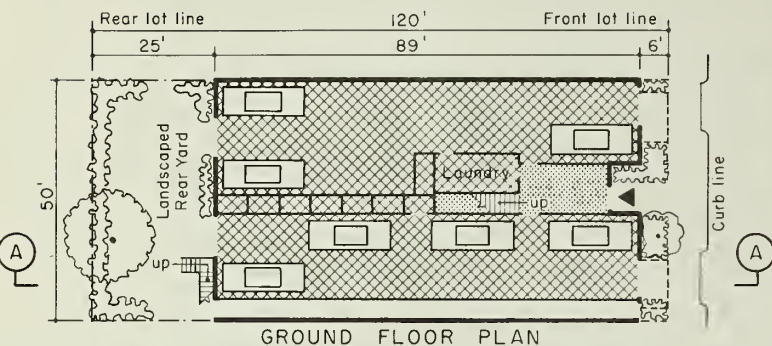 Rear lot line 120' Front lot line
25' 89' 6'
50'
Landscaped
Rear Yard
Laundry
up
up
Curb line
A
A
GROUND FLOOR PLAN